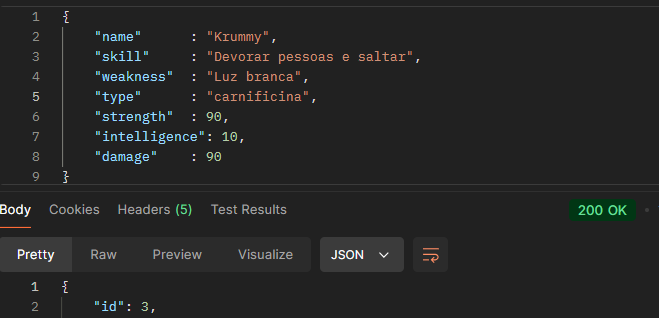 1 {
2 "name" : "Krummy",
3 "skill" : "Devorar pessoas e saltar",
4 "weakness" : "Luz branca",
5 "type" : "carnificina",
6 "strength" : 90,
7 "intelligence": 10,
8 "damage" : 90
9 }
Body Cookies Headers (5) Test Results 200 OK
Pretty Raw Preview Visualize JSON
1 {
2 "id": 3,